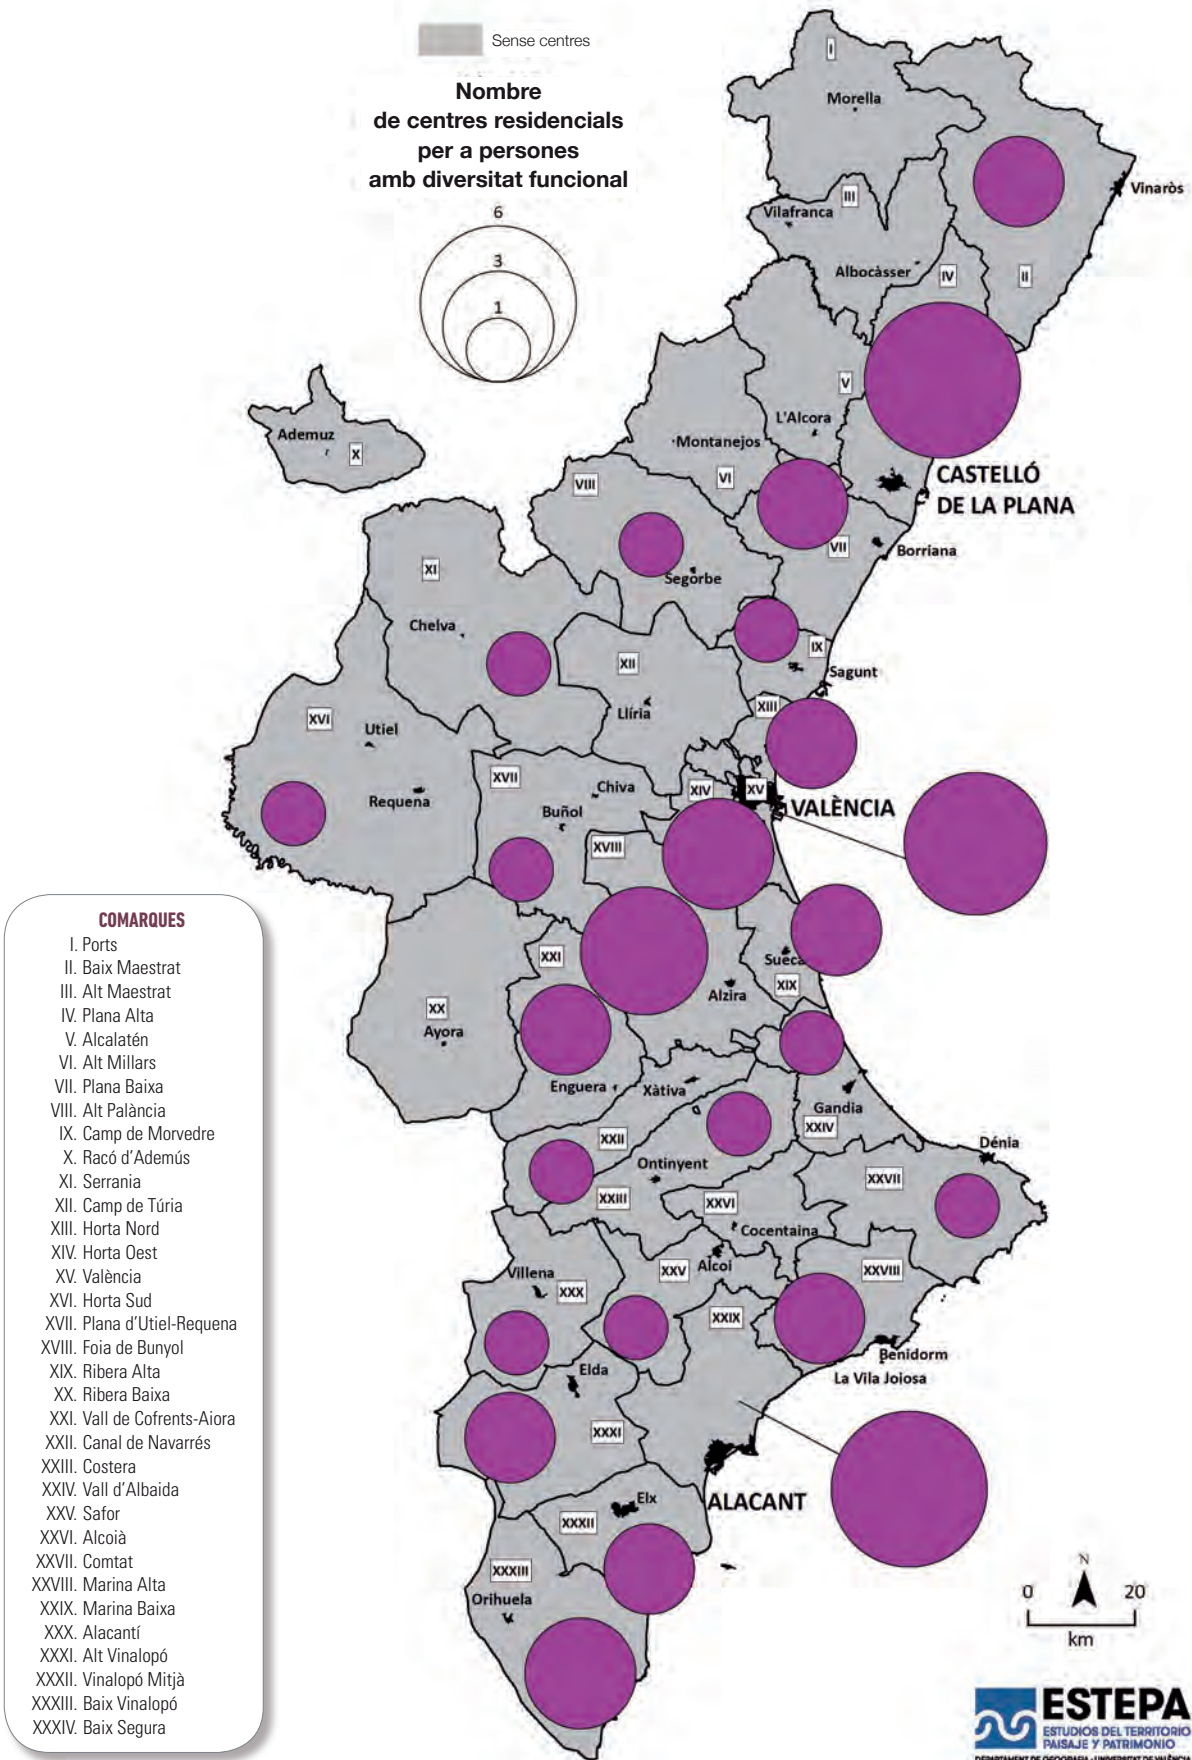 Sense centres
Nombre
de centres residencials
per a persones
amb diversitat funcional
6
3
1
I
Morella
Vinaròs
III
Vilafranca
Albocàsser
IV
II
V
L'Alcora
Ademuz
X
Montanejos
VI
VIII
CASTELLÓ
DE LA PLANA
VII
Borriana
Segorbe
XI
Chelva
IX
Sagunt
XII
Llíria
XIII
XVI
Utiel
Requena
XVII
Chiva
Buñol
XIV
XV
VALÈNCIA
XVIII
XXI
Sueca
XIX
Alzira
XX
Ayora
Enguera
Xàtiva
Gandia
XXIV
XXII
Ontinyent
Dénia
XXIII
XXVI
XXVII
Cocentaina
Villena
XXX
XXV
Alcoi
XXVIII
XXIX
Benidorm
La Vila Joiosa
Elda
XXXI
ALACANT
Elx
XXXII
XXXIII
Orihuela
COMARQUES
I. Ports
II. Baix Maestrat
III. Alt Maestrat
IV. Plana Alta
V. Alcalatén
VI. Alt Millars
VII. Plana Baixa
VIII. Alt Palància
IX. Camp de Morvedre
X. Racó d'Ademús
XI. Serrania
XII. Camp de Túria
XIII. Horta Nord
XIV. Horta Oest
XV. València
XVI. Horta Sud
XVII. Plana d'Utiel-Requena
XVIII. Foia de Bunyol
XIX. Ribera Alta
XX. Ribera Baixa
XXI. Vall de Cofrents-Aiora
XXII. Canal de Navarrés
XXIII. Costera
XXIV. Vall d'Albaida
XXV. Safor
XXVI. Alcoià
XXVII. Comtat
XXVIII. Marina Alta
XXIX. Marina Baixa
XXX. Alacantí
XXXI. Alt Vinalopó
XXXII. Vinalopó Mitjà
XXXIII. Baix Vinalopó
XXXIV. Baix Segura
N
0 20
km
ESTEPA
ESTUDIOS DEL TERRITORIO
PAISAJE Y PATRIMONIO
DEPARTAMENT DE GEOGRAFIA - UNIVERSITAT DE VALÈNCIA